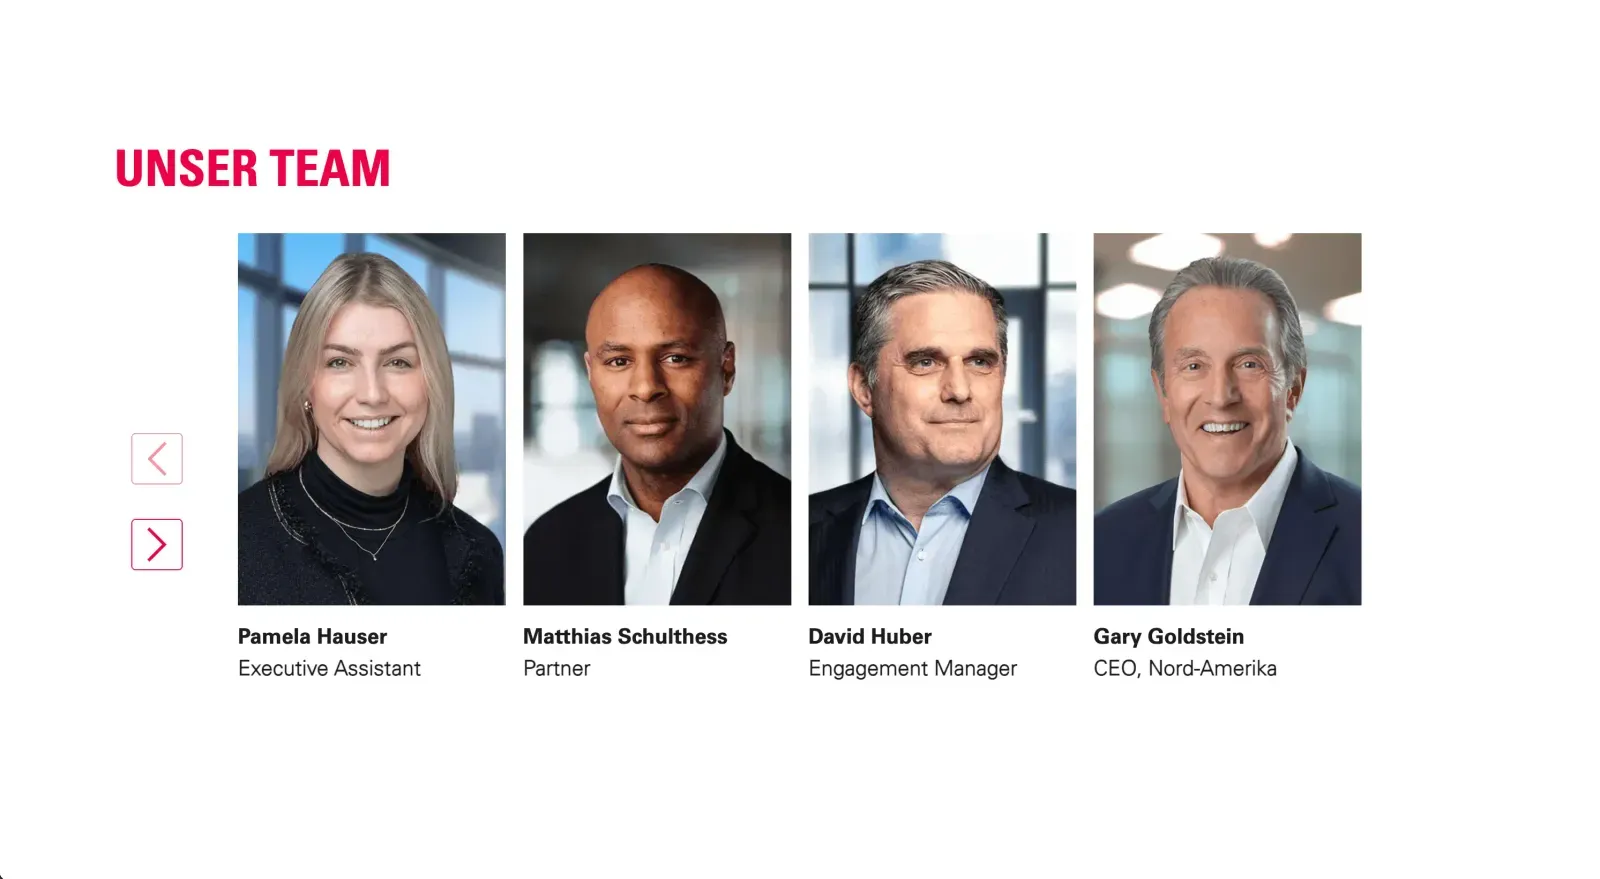 UNSER TEAM
Pamela Hauser
Executive Assistant
Matthias Schulthess
Partner
David Huber
Engagement Manager
Gary Goldstein
CEO, Nord-Amerika